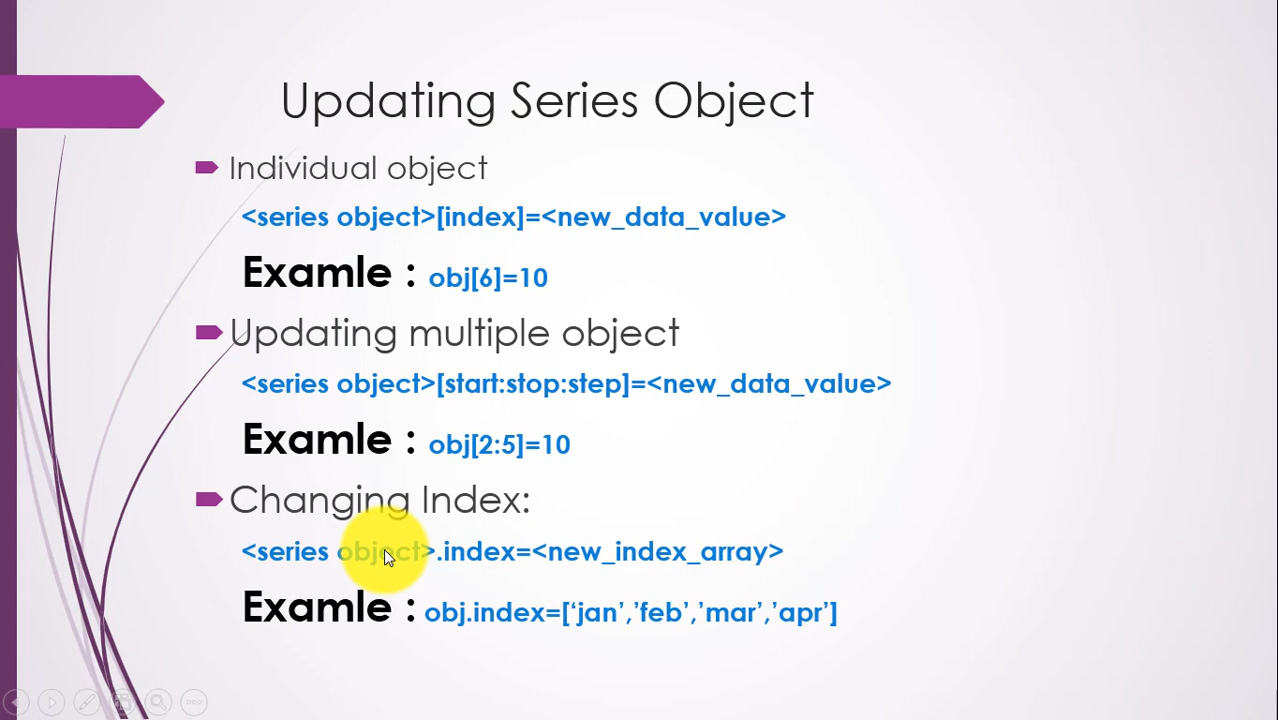 Updating Series Object
Individual object
<series object>[index]=<new_data_value>
Examle : obj[6]=10
Updating multiple object
<series object>[start:stop:step]=<new_data_value>
Examle : obj[2:5]=10
Changing Index:
<series object>.index=<new_index_array>
Examle : obj.index=[‘jan’,’feb’,’mar’,’apr’]